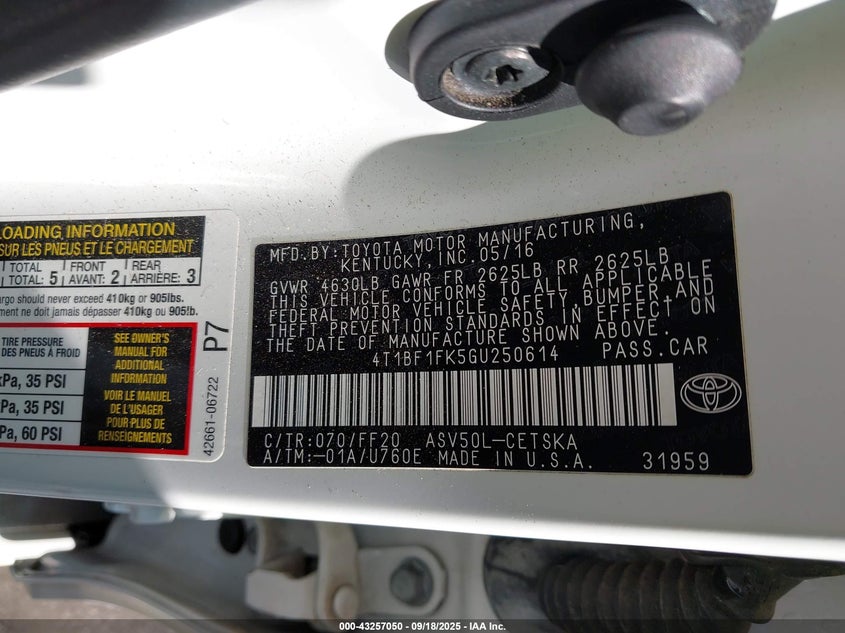 LOADING INFORMATION
SUR LES PNEUS ET LE CHARGEMENT
TOTAL FRONT REAR
TOTAL: 5 AVANT: 2 ARRIÈRE: 3
should never exceed 410kg or 905lbs.
ne doit jamais dépasser 410kg or 905lb.
TIRE PRESSURE
DES PNEUS À FROID
kPa, 35 PSI
kPa, 35 PSI
kPa, 60 PSI
SEE OWNER'S
MANUAL FOR
ADDITIONAL
INFORMATION
VOIR LE MANUEL
DE L'USAGER
POUR PLUS DE
RENSEIGNEMENTS
P7
42661-06722
MFD.BY:TOYOTA MOTOR MANUFACTURING,
KENTUCKY, INC.05/16
GVWR 4630LB GAWR FR 2625LB RR 2625LB
THIS VEHICLE CONFORMS TO ALL APPLICABLE
FEDERAL MOTOR VEHICLE SAFETY, BUMPER, AND
THEFT PREVENTION STANDARDS IN EFFECT ON
THE DATE OF MANUFACTURE SHOWN ABOVE.
4T1BF1FK5GU250614 PASS.CAR
C/TR:070/FF20 ASV50L-CETSKA
A/TM:-01A/U760E MADE IN U.S.A. 31959
000-43257050 - 09/18/2025 - IAA Inc.